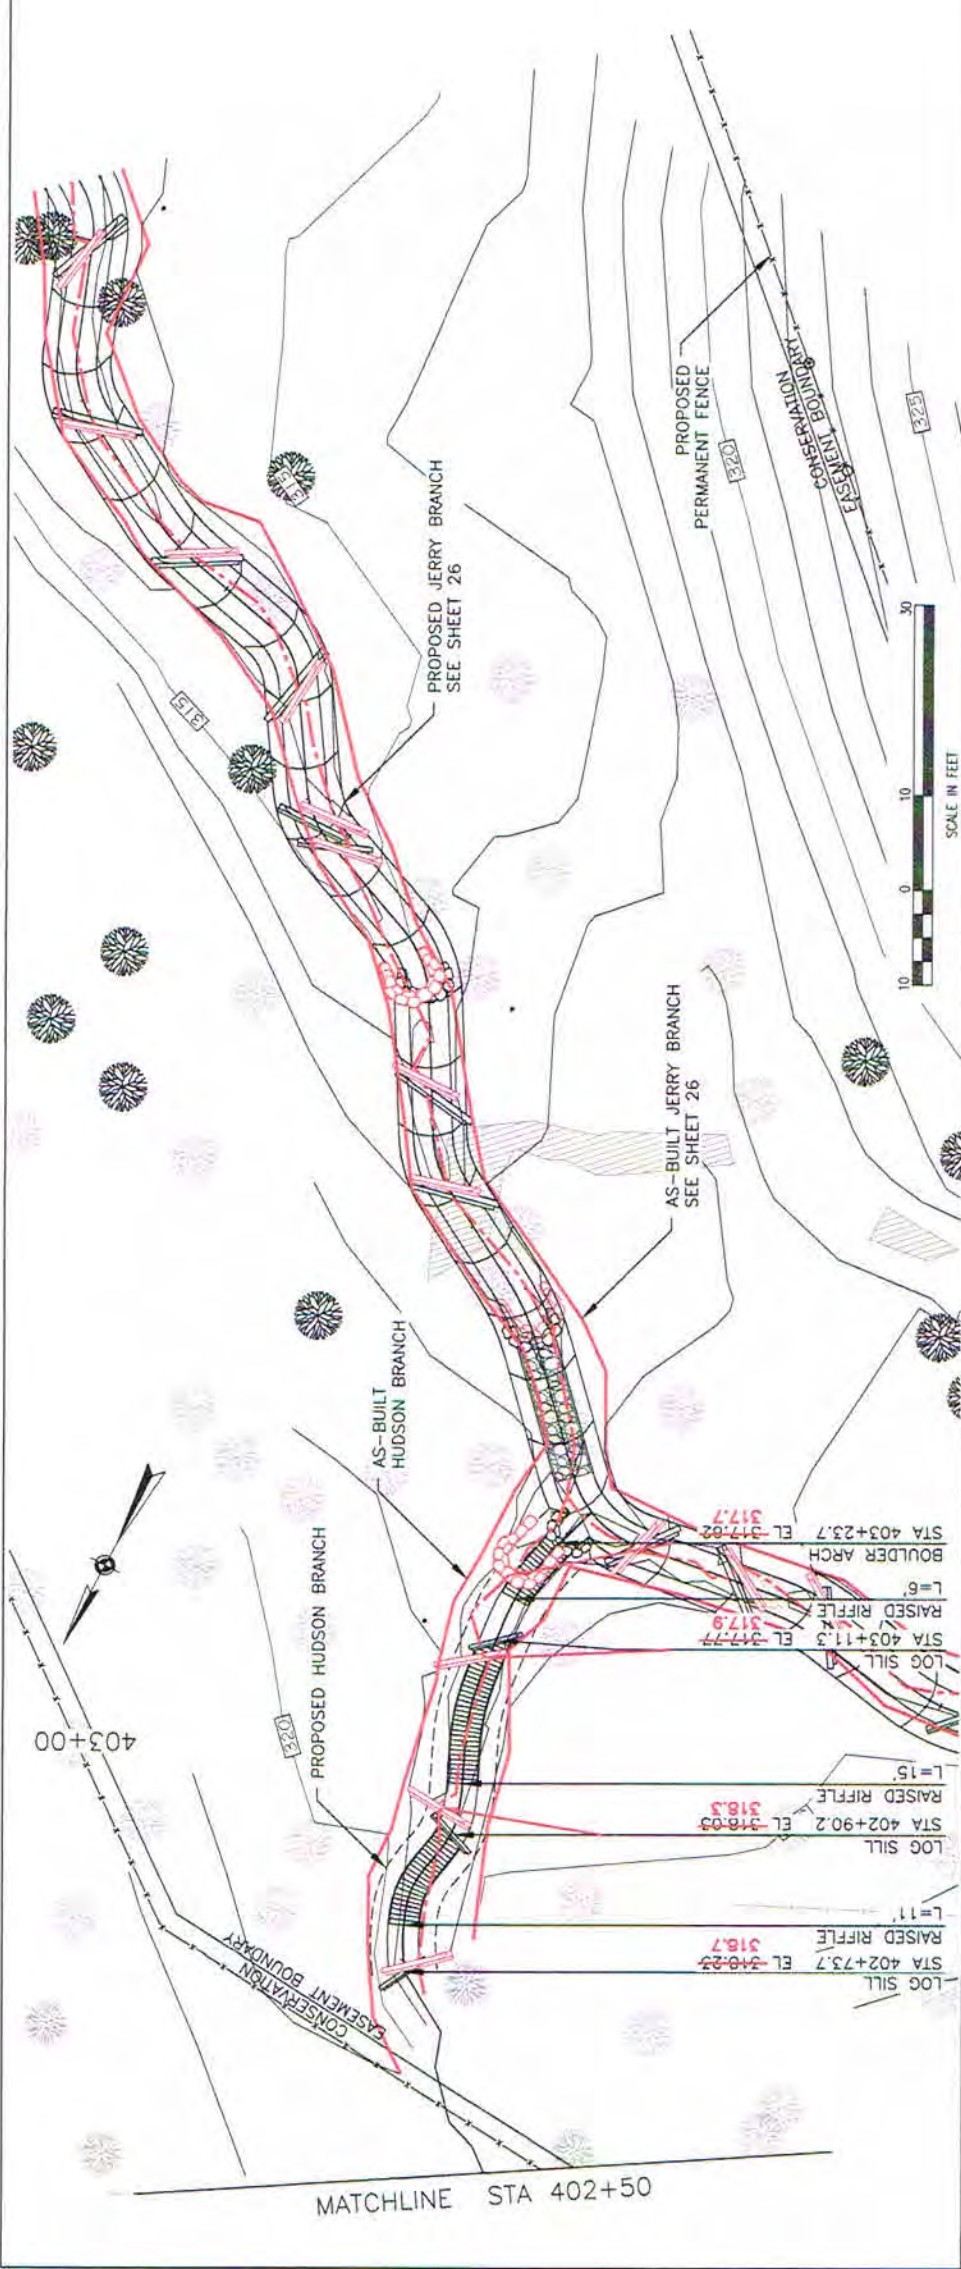 PROPOSED
PERMANENT FENCE
CONSERVATION
EASEMENT BOUNDARY
320
325
315
PROPOSED JERRY BRANCH
SEE SHEET 26
315
30
10
0
10
SCALE IN FEET
AS-BUILT JERRY BRANCH
SEE SHEET 26
AS-BUILT
HUDSON BRANCH
PROPOSED HUDSON BRANCH
320
403+00
CONSERVATION
EASEMENT BOUNDARY
MATCHLINE STA 402+50
LOG SILL
STA 402+73.7 EL 318.23
318.7
RAISED RIFFLE
L=11'
LOG SILL
STA 402+90.2 EL 318.03
318.3
RAISED RIFFLE
L=15'
LOG SILL
STA 403+11.3 EL 317.77
317.9
RAISED RIFFLE
L=6'
BOULDER ARCH
STA 403+23.7 EL 317.62
317.7